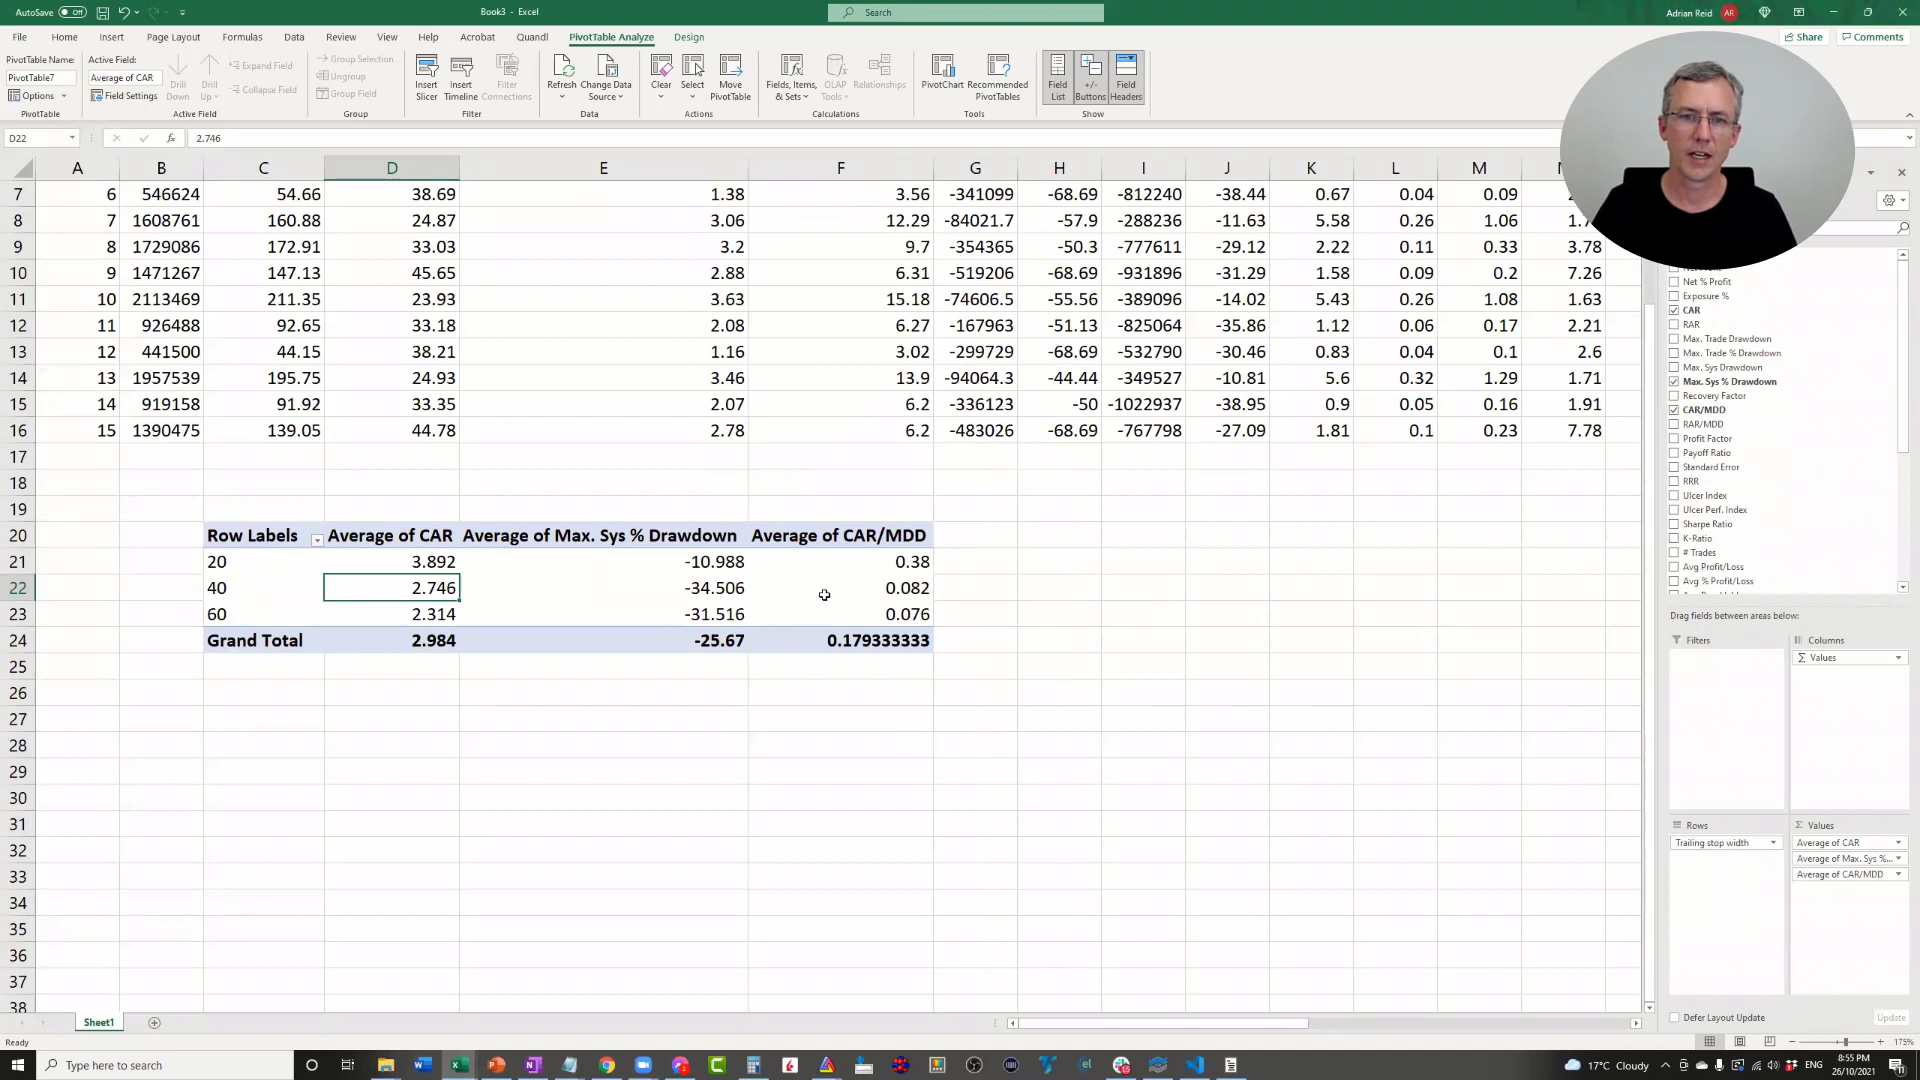 AutoSave Off
Book3 - Excel
Search
Adrian Reid AR
File Home Insert Page Layout Formulas Data Review View Help Acrobat Quandl PivotTable Analyze Design
Share Comments
PivotTable Name:
PivotTable7
Options
PivotTable
Active Field:
Average of CAR
Field Settings
Drill Down
Drill Up
Expand Field
Collapse Field
Active Field
Group Selection
Ungroup
Group Field
Group
Insert Slicer
Insert Timeline
Filter Connections
Filter
Refresh
Change Data Source
Data
Clear
Select
Move PivotTable
Actions
Fields, Items, & Sets
OLAP Tools
Relationships
Calculations
PivotChart
Recommended PivotTables
Tools
Field List
+/- Buttons
Field Headers
Show
D22 fx 2.746
A B C D E F G H I J K L M
7 6 546624 54.66 38.69 1.38 3.56 -341099 -68.69 -812240 -38.44 0.67 0.04 0.09
8 7 1608761 160.88 24.87 3.06 12.29 -84021.7 -57.9 -288236 -11.63 5.58 0.26 1.06
9 8 1729086 172.91 33.03 3.2 9.7 -354365 -50.3 -777611 -29.12 2.22 0.11 0.33 3.78
10 9 1471267 147.13 45.65 2.88 6.31 -519206 -68.69 -931896 -31.29 1.58 0.09 0.2 7.26
11 10 2113469 211.35 23.93 3.63 15.18 -74606.5 -55.56 -389096 -14.02 5.43 0.26 1.08 1.63
12 11 926488 92.65 33.18 2.08 6.27 -167963 -51.13 -825064 -35.86 1.12 0.06 0.17 2.21
13 12 441500 44.15 38.21 1.16 3.02 -299729 -68.69 -532790 -30.46 0.83 0.04 0.1 2.6
14 13 1957539 195.75 24.93 3.46 13.9 -94064.3 -44.44 -349527 -10.81 5.6 0.32 1.29 1.71
15 14 919158 91.92 33.35 2.07 6.2 -336123 -50 -1022937 -38.95 0.9 0.05 0.16 1.91
16 15 1390475 139.05 44.78 2.78 6.2 -483026 -68.69 -767798 -27.09 1.81 0.1 0.23 7.78
17
18
19
20 Row Labels Average of CAR Average of Max. Sys % Drawdown Average of CAR/MDD
21 20 3.892 -10.988 0.38
22 40 2.746 -34.506 0.082
23 60 2.314 -31.516 0.076
24 Grand Total 2.984 -25.67 0.179333333
25
26
27
28
29
30
31
32
33
34
35
36
37
38
Net % Profit
Exposure %
CAR
RAR
Max. Trade Drawdown
Max. Trade % Drawdown
Max. Sys Drawdown
Max. Sys % Drawdown
Recovery Factor
CAR/MDD
RAR/MDD
Profit Factor
Payoff Ratio
Standard Error
RRR
Ulcer Index
Ulcer Perf. Index
Sharpe Ratio
K-Ratio
# Trades
Avg Profit/Loss
Avg % Profit/Loss
Drag fields between areas below:
Filters Columns
Σ Values
Rows Σ Values
Trailing stop width Average of CAR
Average of Max. Sys %...
Average of CAR/MDD
Defer Layout Update Update
Sheet1
Ready
175%
Type here to search
17°C Cloudy
ENG
8:55 PM
26/10/2021